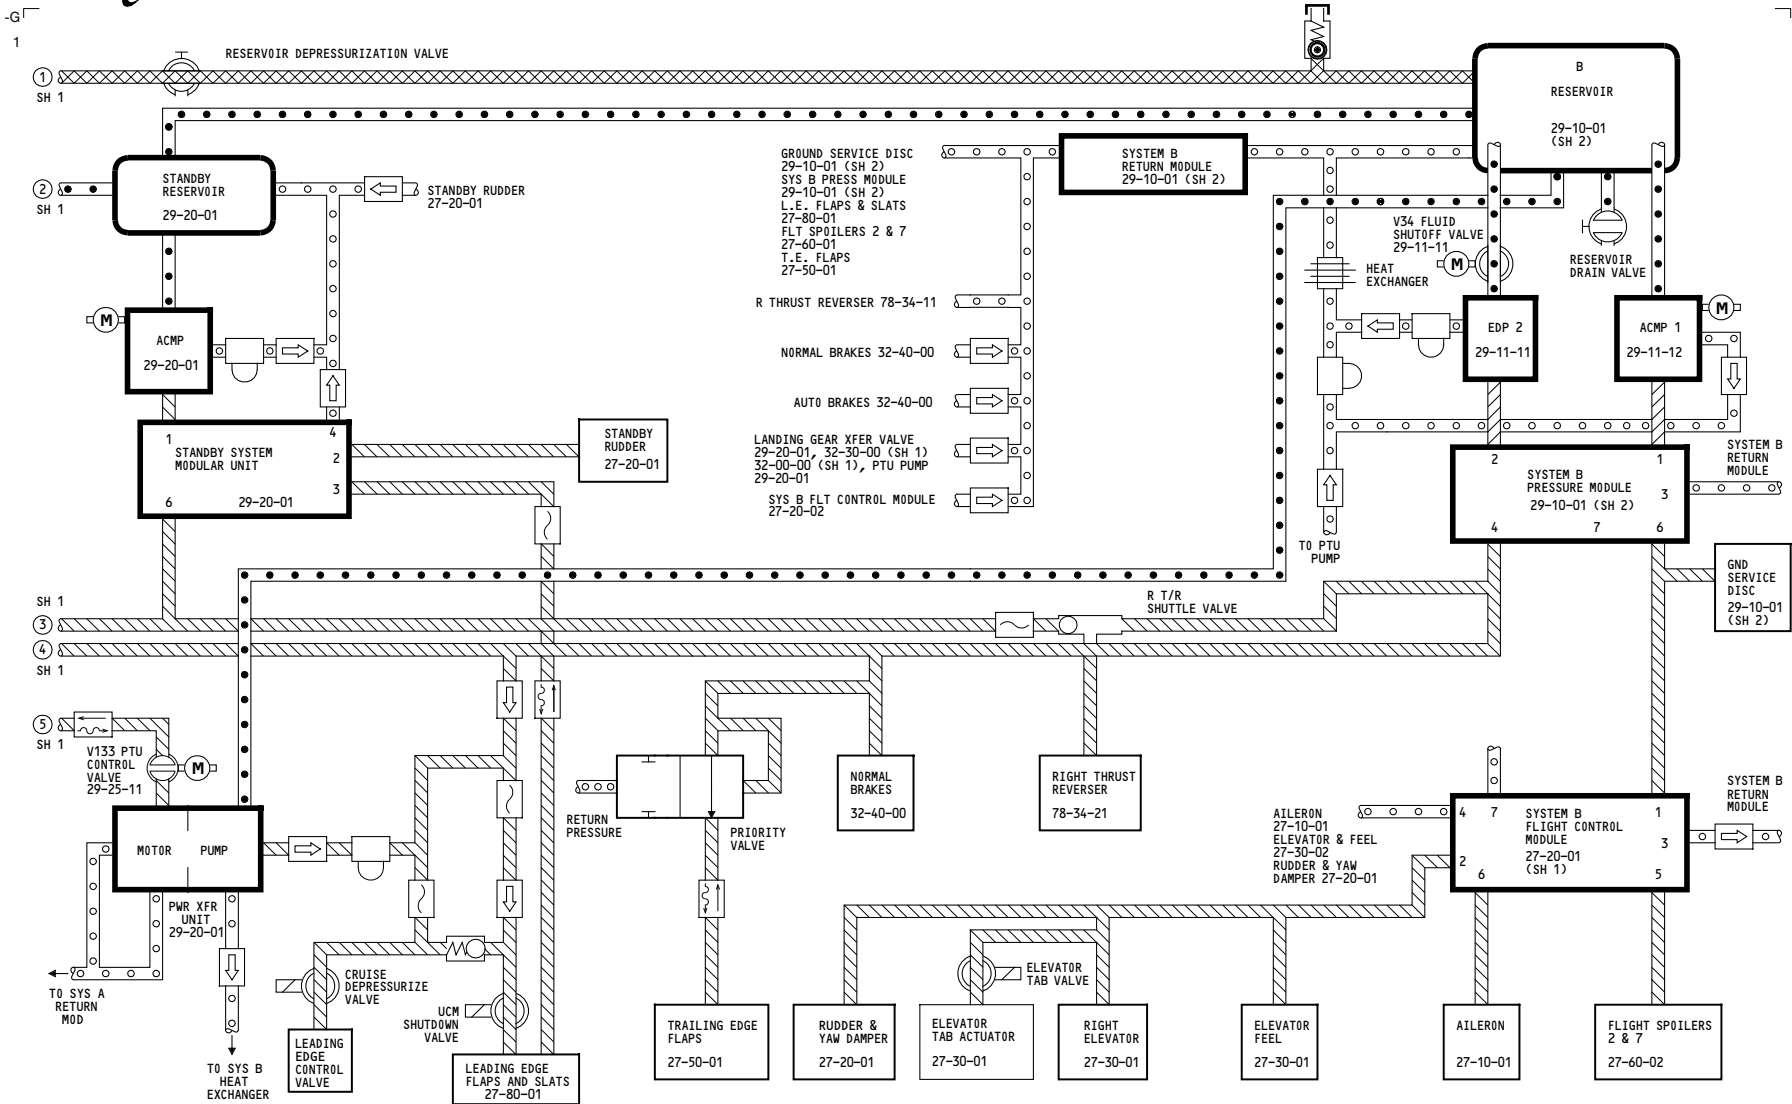 -G
1
RESERVOIR DEPRESSURIZATION VALVE
1
SH 1
B
RESERVOIR
29-10-01
(SH 2)
2
SH 1
STANDBY
RESERVOIR
29-20-01
STANDBY RUDDER
27-20-01
GROUND SERVICE DISC
29-10-01 (SH 2)
SYS B PRESS MODULE
29-10-01 (SH 2)
L.E. FLAPS & SLATS
27-80-01
FLT SPOILERS 2 & 7
27-60-01
T.E. FLAPS
27-50-01
SYSTEM B
RETURN MODULE
29-10-01 (SH 2)
V34 FLUID
SHUTOFF VALVE
29-11-11
M
HEAT
EXCHANGER
RESERVOIR
DRAIN VALVE
R THRUST REVERSER 78-34-11
NORMAL BRAKES 32-40-00
AUTO BRAKES 32-40-00
LANDING GEAR XFER VALVE
29-20-01, 32-30-00 (SH 1)
32-00-00 (SH 1), PTU PUMP
29-20-01
SYS B FLT CONTROL MODULE
27-20-02
M
ACMP
29-20-01
EDP 2
29-11-11
ACMP 1
29-11-12
M
1
4
STANDBY SYSTEM
MODULAR UNIT
2
3
6
29-20-01
STANDBY
RUDDER
27-20-01
2
1
SYSTEM B
PRESSURE MODULE
29-10-01 (SH 2)
3
4
7
6
SYSTEM B
RETURN
MODULE
TO PTU
PUMP
GND
SERVICE
DISC
29-10-01
(SH 2)
SH 1
3
4
SH 1
R T/R
SHUTTLE VALVE
5
SH 1
V133 PTU
CONTROL
VALVE
29-25-11
M
MOTOR
PUMP
PWR XFR
UNIT
29-20-01
TO SYS A
RETURN
MOD
TO SYS B
HEAT
EXCHANGER
RETURN
PRESSURE
PRIORITY
VALVE
NORMAL
BRAKES
32-40-00
RIGHT THRUST
REVERSER
78-34-21
AILERON
27-10-01
ELEVATOR & FEEL
27-30-02
RUDDER & YAW
DAMPER 27-20-01
4
7
1
SYSTEM B
FLIGHT CONTROL
MODULE
27-20-01
(SH 1)
3
2
6
5
SYSTEM B
RETURN
MODULE
CRUISE
DEPRESSURIZE
VALVE
UCM
SHUTDOWN
VALVE
ELEVATOR
TAB VALVE
LEADING
EDGE
CONTROL
VALVE
LEADING EDGE
FLAPS AND SLATS
27-80-01
TRAILING EDGE
FLAPS
27-50-01
RUDDER &
YAW DAMPER
27-20-01
ELEVATOR
TAB ACTUATOR
27-30-01
RIGHT
ELEVATOR
27-30-01
ELEVATOR
FEEL
27-30-01
AILERON
27-10-01
FLIGHT SPOILERS
2 & 7
27-60-02